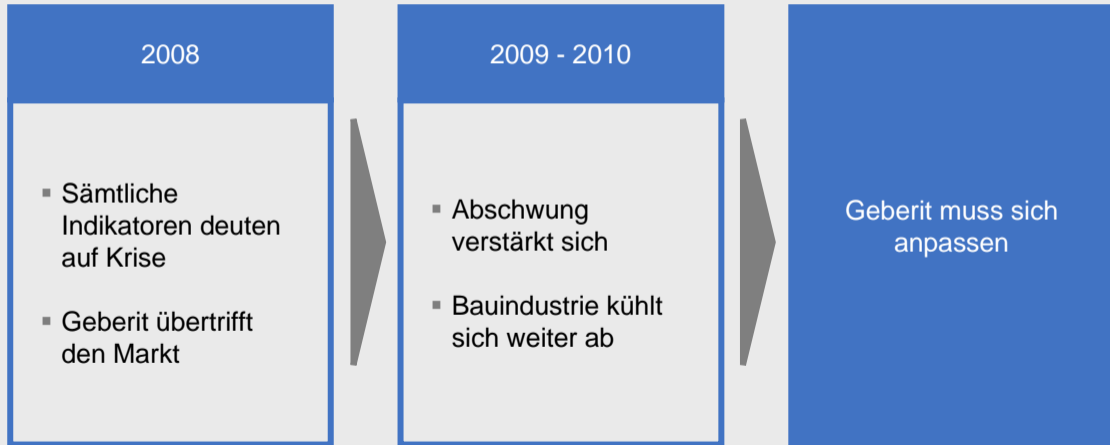 2008
▪ Sämtliche
Indikatoren deuten
auf Krise
▪ Geberit übertrifft
den Markt
2009 - 2010
▪ Abschwung
verstärkt sich
▪ Bauindustrie kühlt
sich weiter ab
Geberit muss sich
anpassen